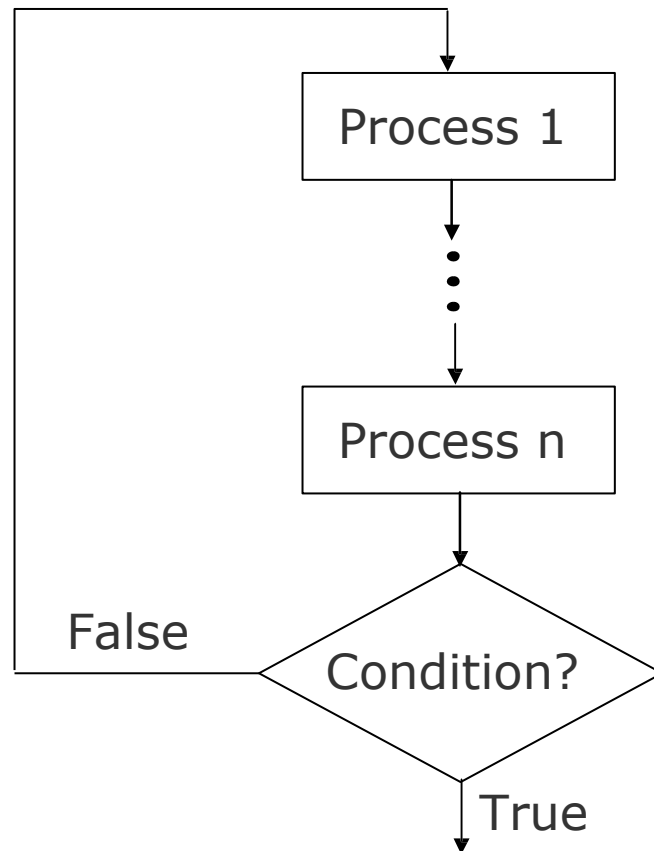 Process 1
Process n
False
Condition?
True